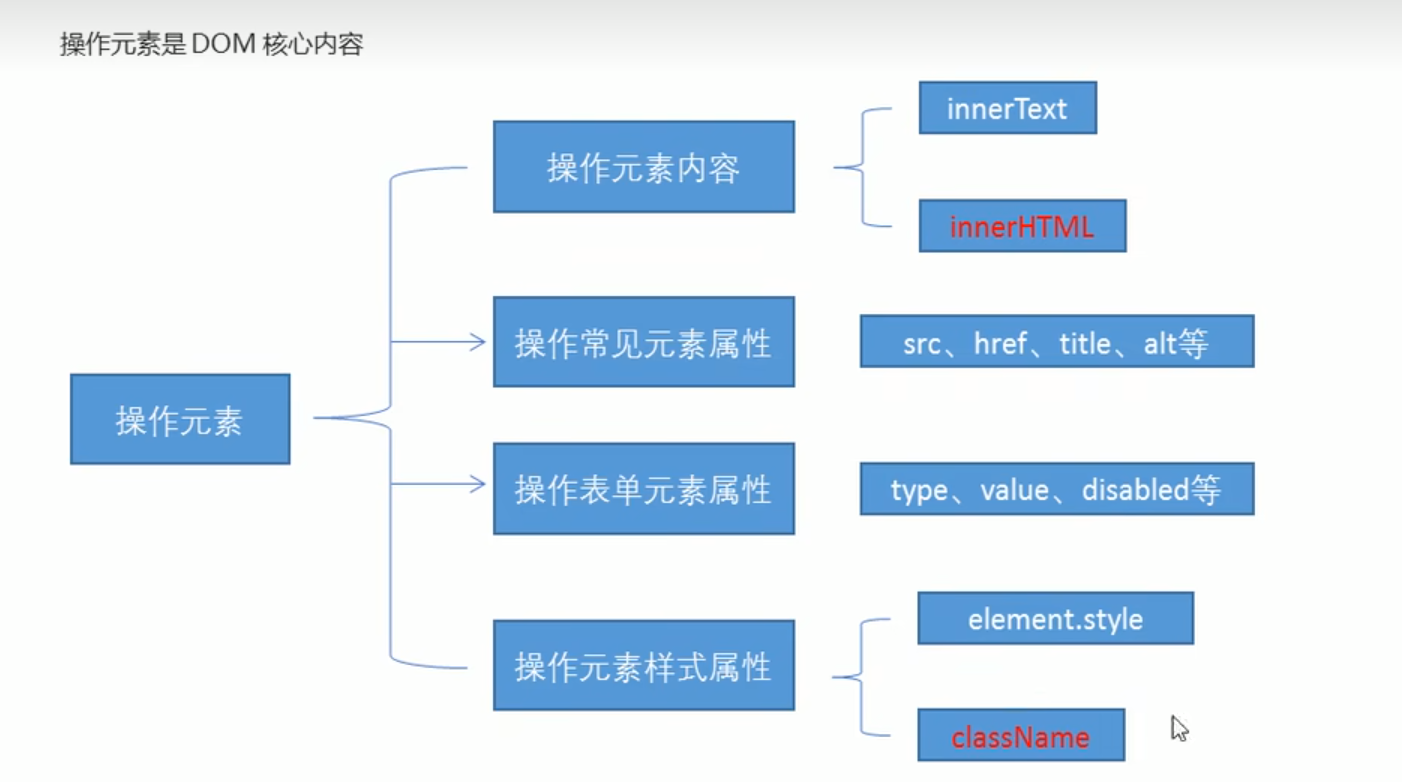 操作元素是 DOM 核心内容
操作元素
操作元素内容
innerText
innerHTML
操作常见元素属性
src、href、title、alt等
操作表单元素属性
type、value、disabled等
操作元素样式属性
element.style
className